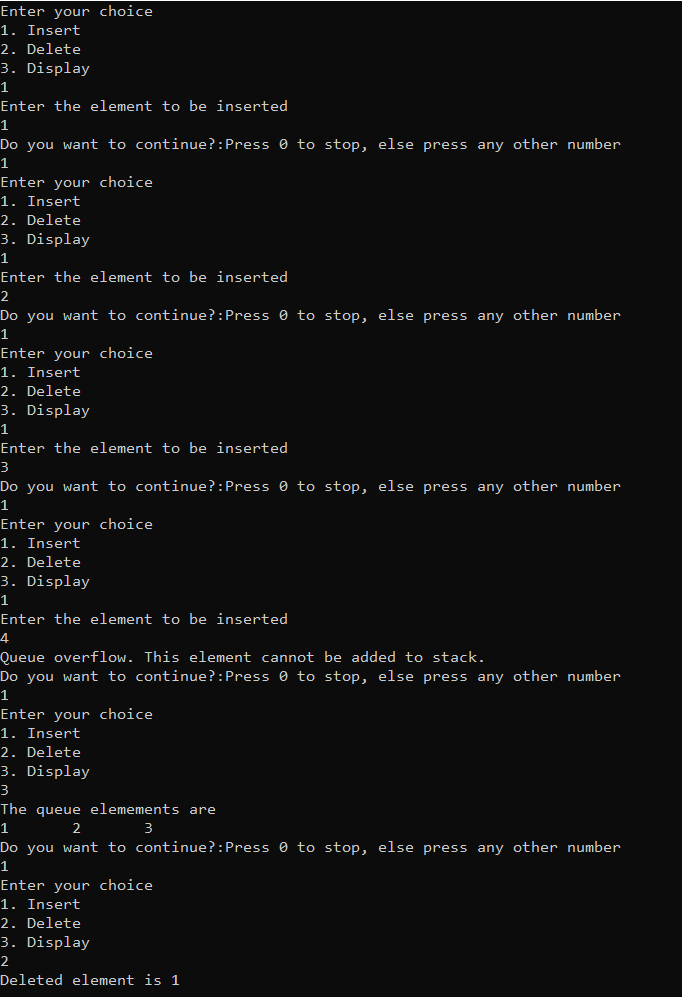 Enter your choice
1. Insert
2. Delete
3. Display
1
Enter the element to be inserted
1
Do you want to continue?:Press 0 to stop, else press any other number
1
Enter your choice
1. Insert
2. Delete
3. Display
1
Enter the element to be inserted
2
Do you want to continue?:Press 0 to stop, else press any other number
1
Enter your choice
1. Insert
2. Delete
3. Display
1
Enter the element to be inserted
3
Do you want to continue?:Press 0 to stop, else press any other number
1
Enter your choice
1. Insert
2. Delete
3. Display
1
Enter the element to be inserted
4
Queue overflow. This element cannot be added to stack.
Do you want to continue?:Press 0 to stop, else press any other number
1
Enter your choice
1. Insert
2. Delete
3. Display
3
The queue elemements are
1       2       3
Do you want to continue?:Press 0 to stop, else press any other number
1
Enter your choice
1. Insert
2. Delete
3. Display
2
Deleted element is 1